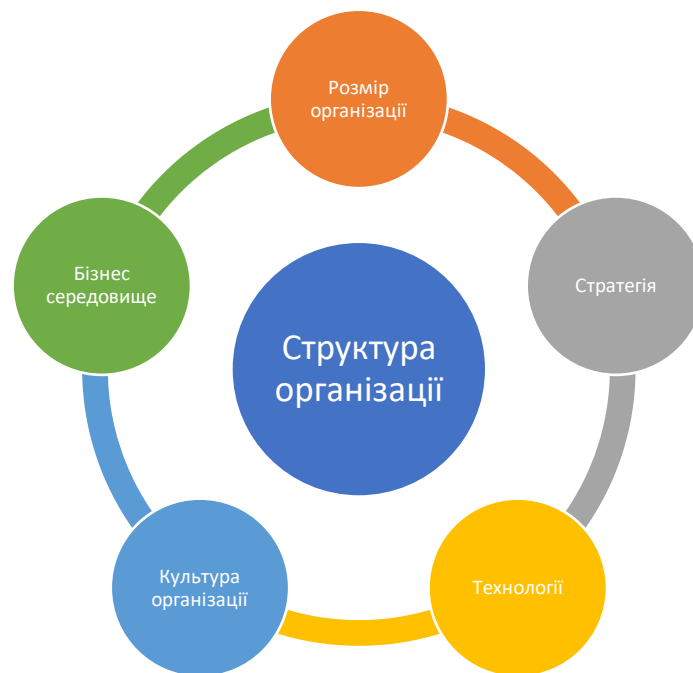 Розмір
організації
Стратегія
Технології
Культура
організації
Бізнес
середовище
Структура
організації